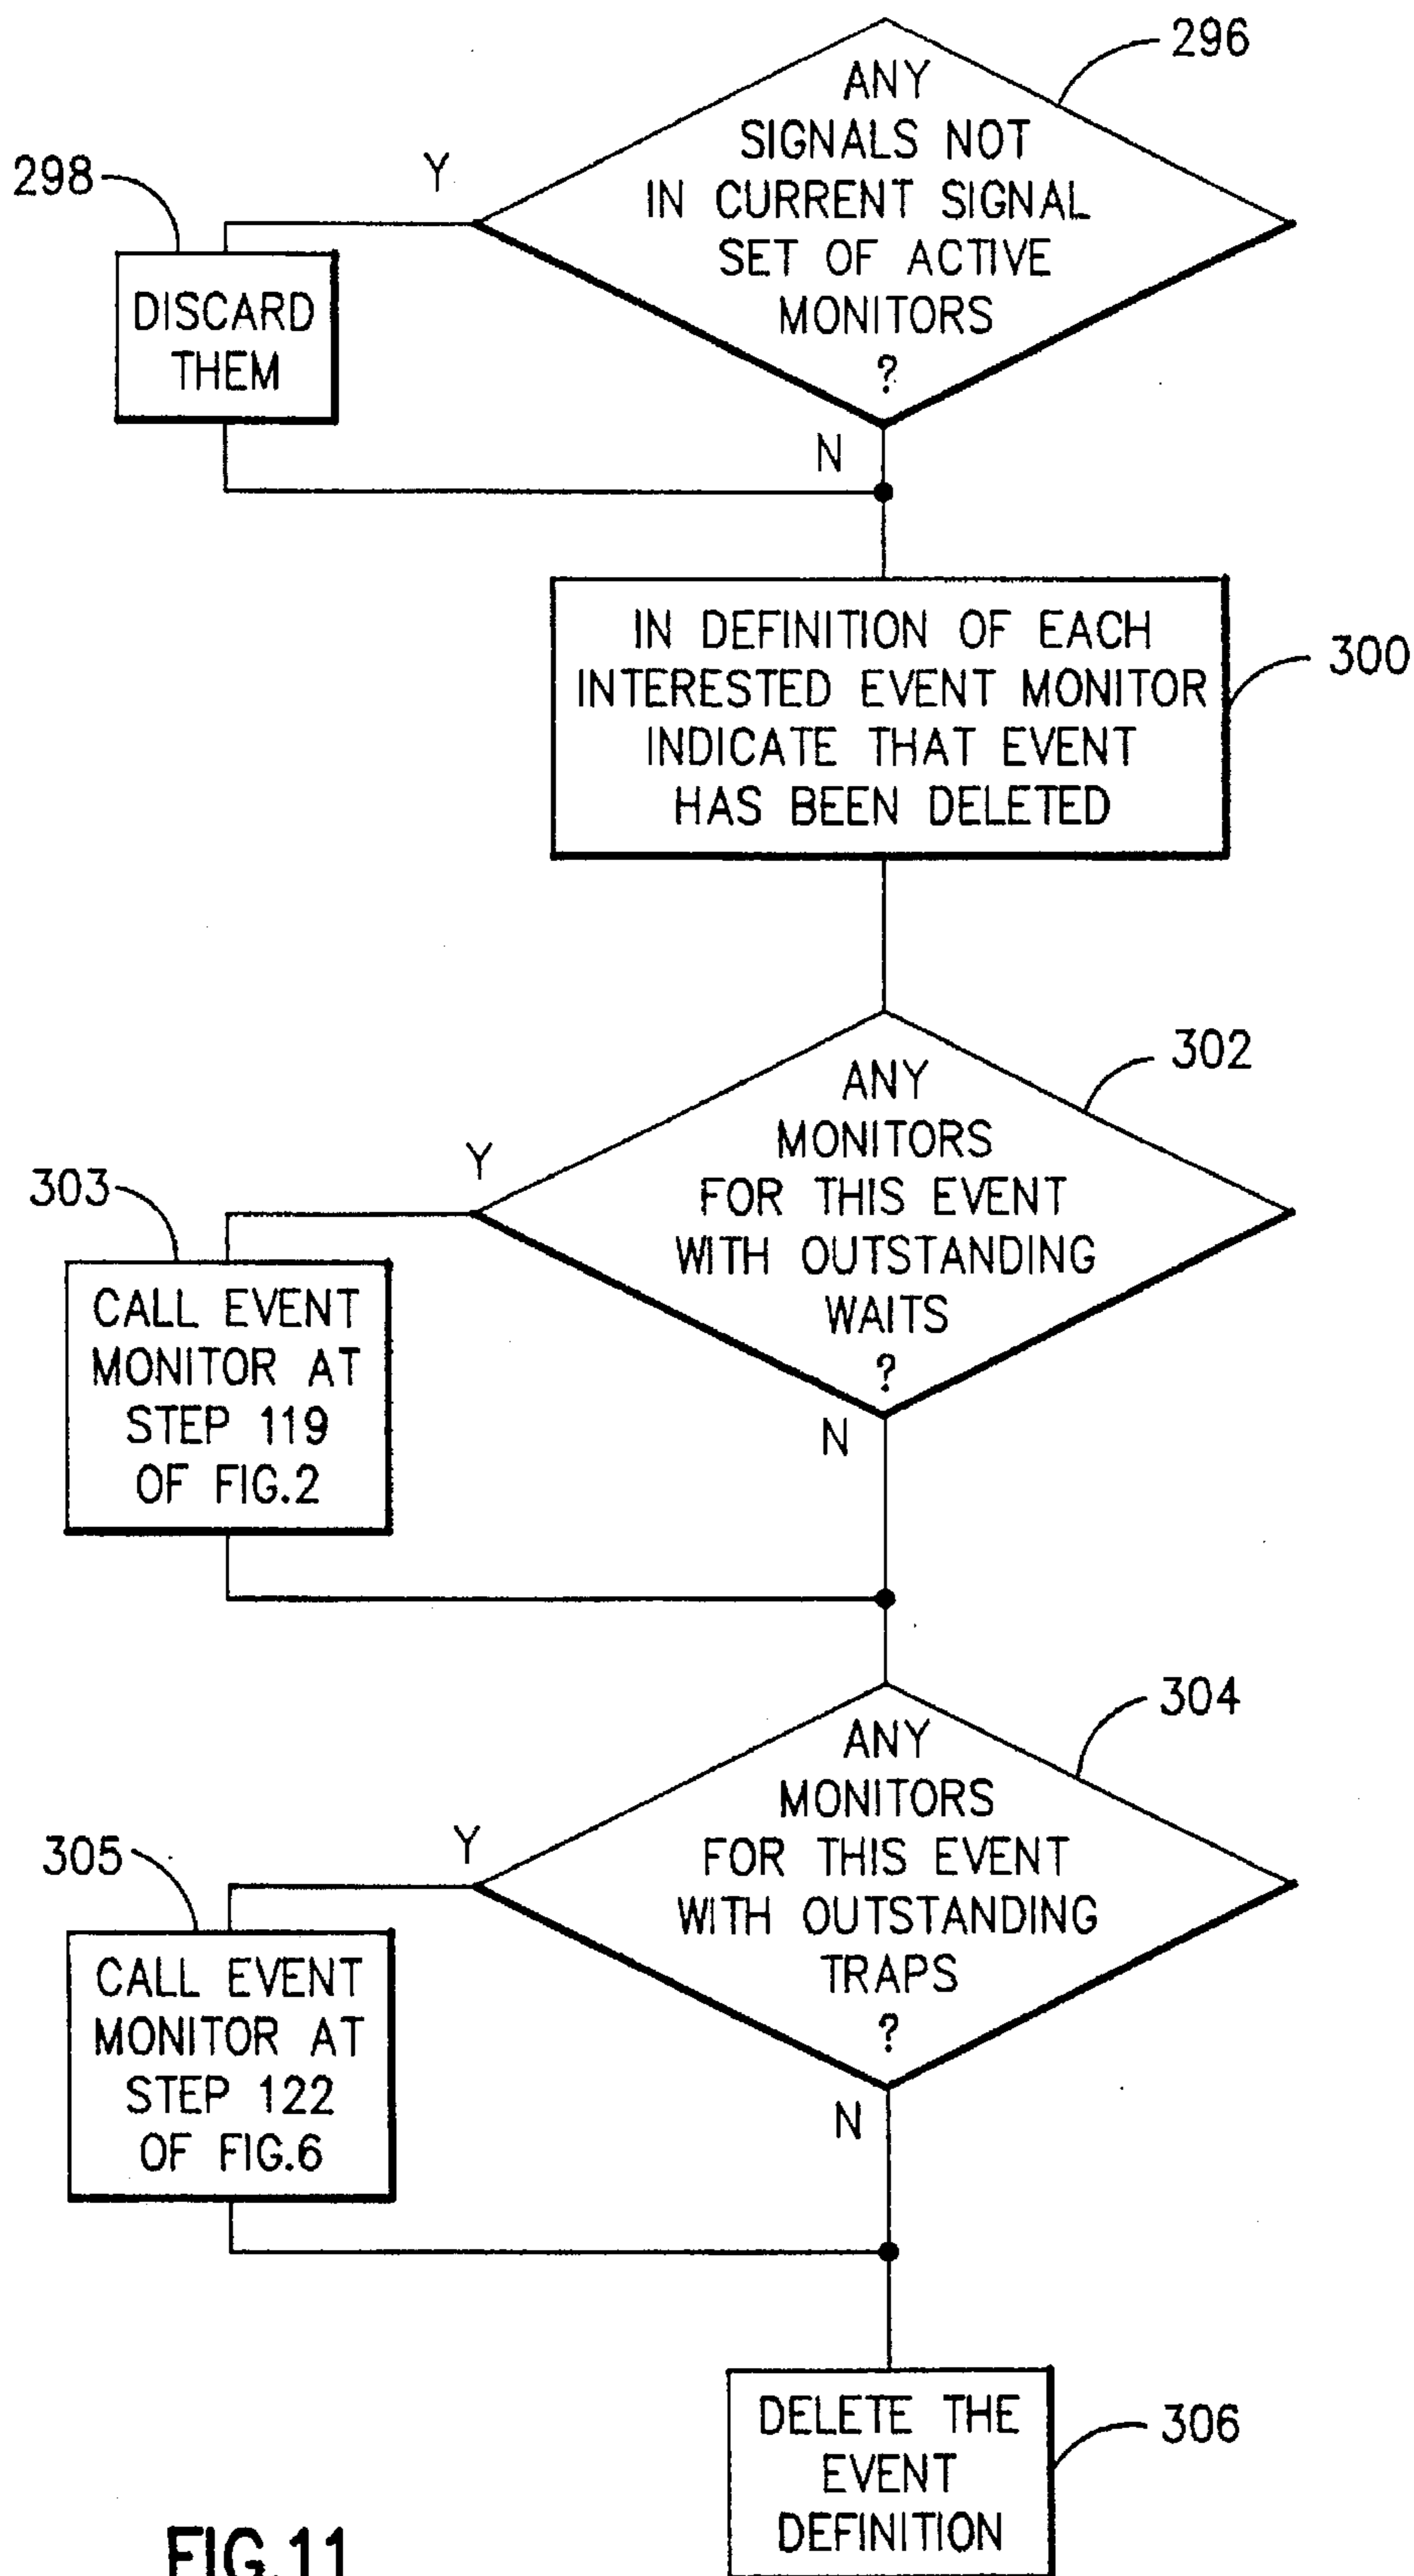 296
ANY
SIGNALS NOT
IN CURRENT SIGNAL
SET OF ACTIVE
MONITORS
?
Y
298
DISCARD
THEM
N
IN DEFINITION OF EACH
INTERESTED EVENT MONITOR
INDICATE THAT EVENT
HAS BEEN DELETED
300
302
ANY
MONITORS
FOR THIS EVENT
WITH OUTSTANDING
WAITS
?
Y
303
CALL EVENT
MONITOR AT
STEP 119
OF FIG.2
N
304
ANY
MONITORS
FOR THIS EVENT
WITH OUTSTANDING
TRAPS
?
Y
305
CALL EVENT
MONITOR AT
STEP 122
OF FIG.6
N
DELETE THE
EVENT
DEFINITION
306
FIG.11